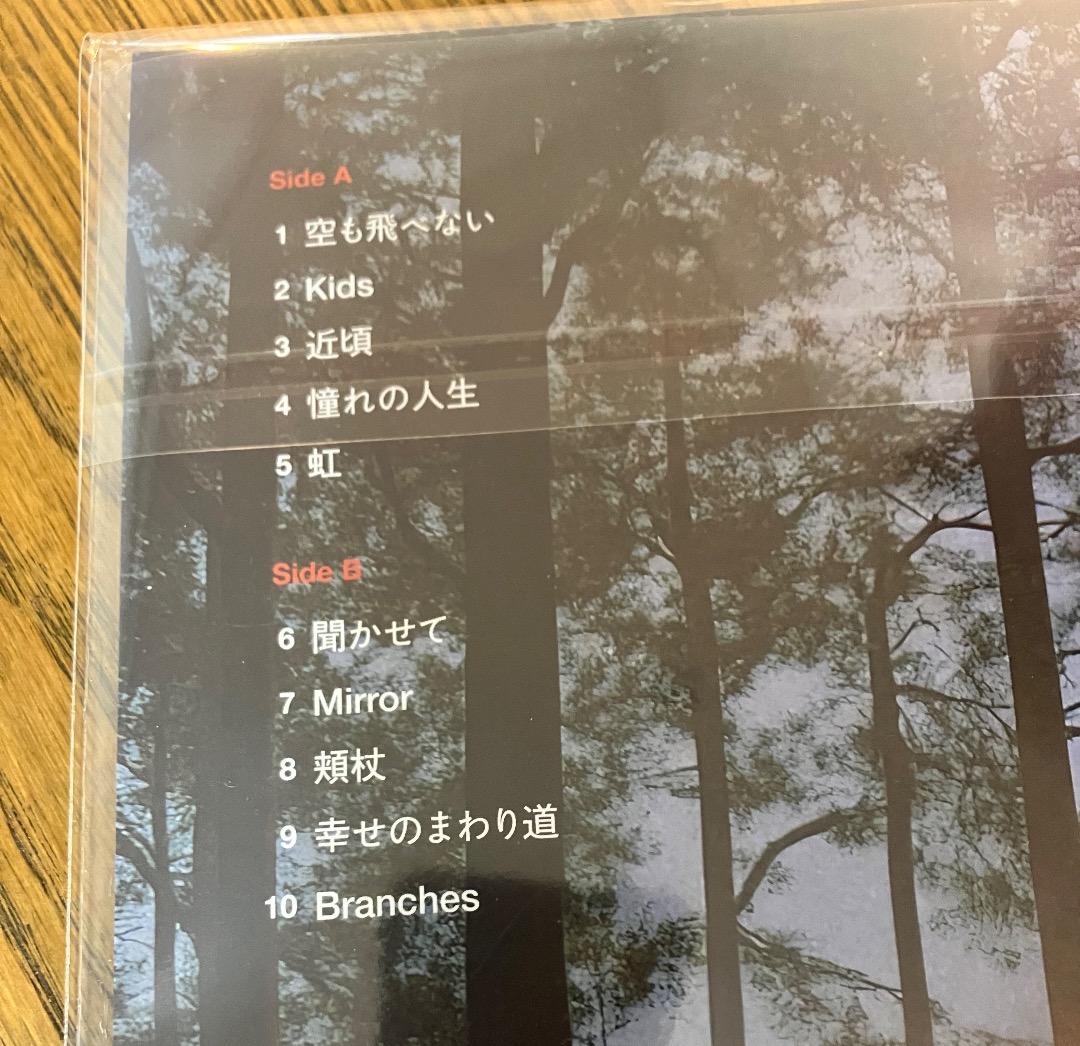 Side A
1 空も飛べない
2 Kids
3 近頃
4 憧れの人生
5 虹
Side B
6 聞かせて
7 Mirror
8 頬杖
9 幸せのまわり道
10 Branches